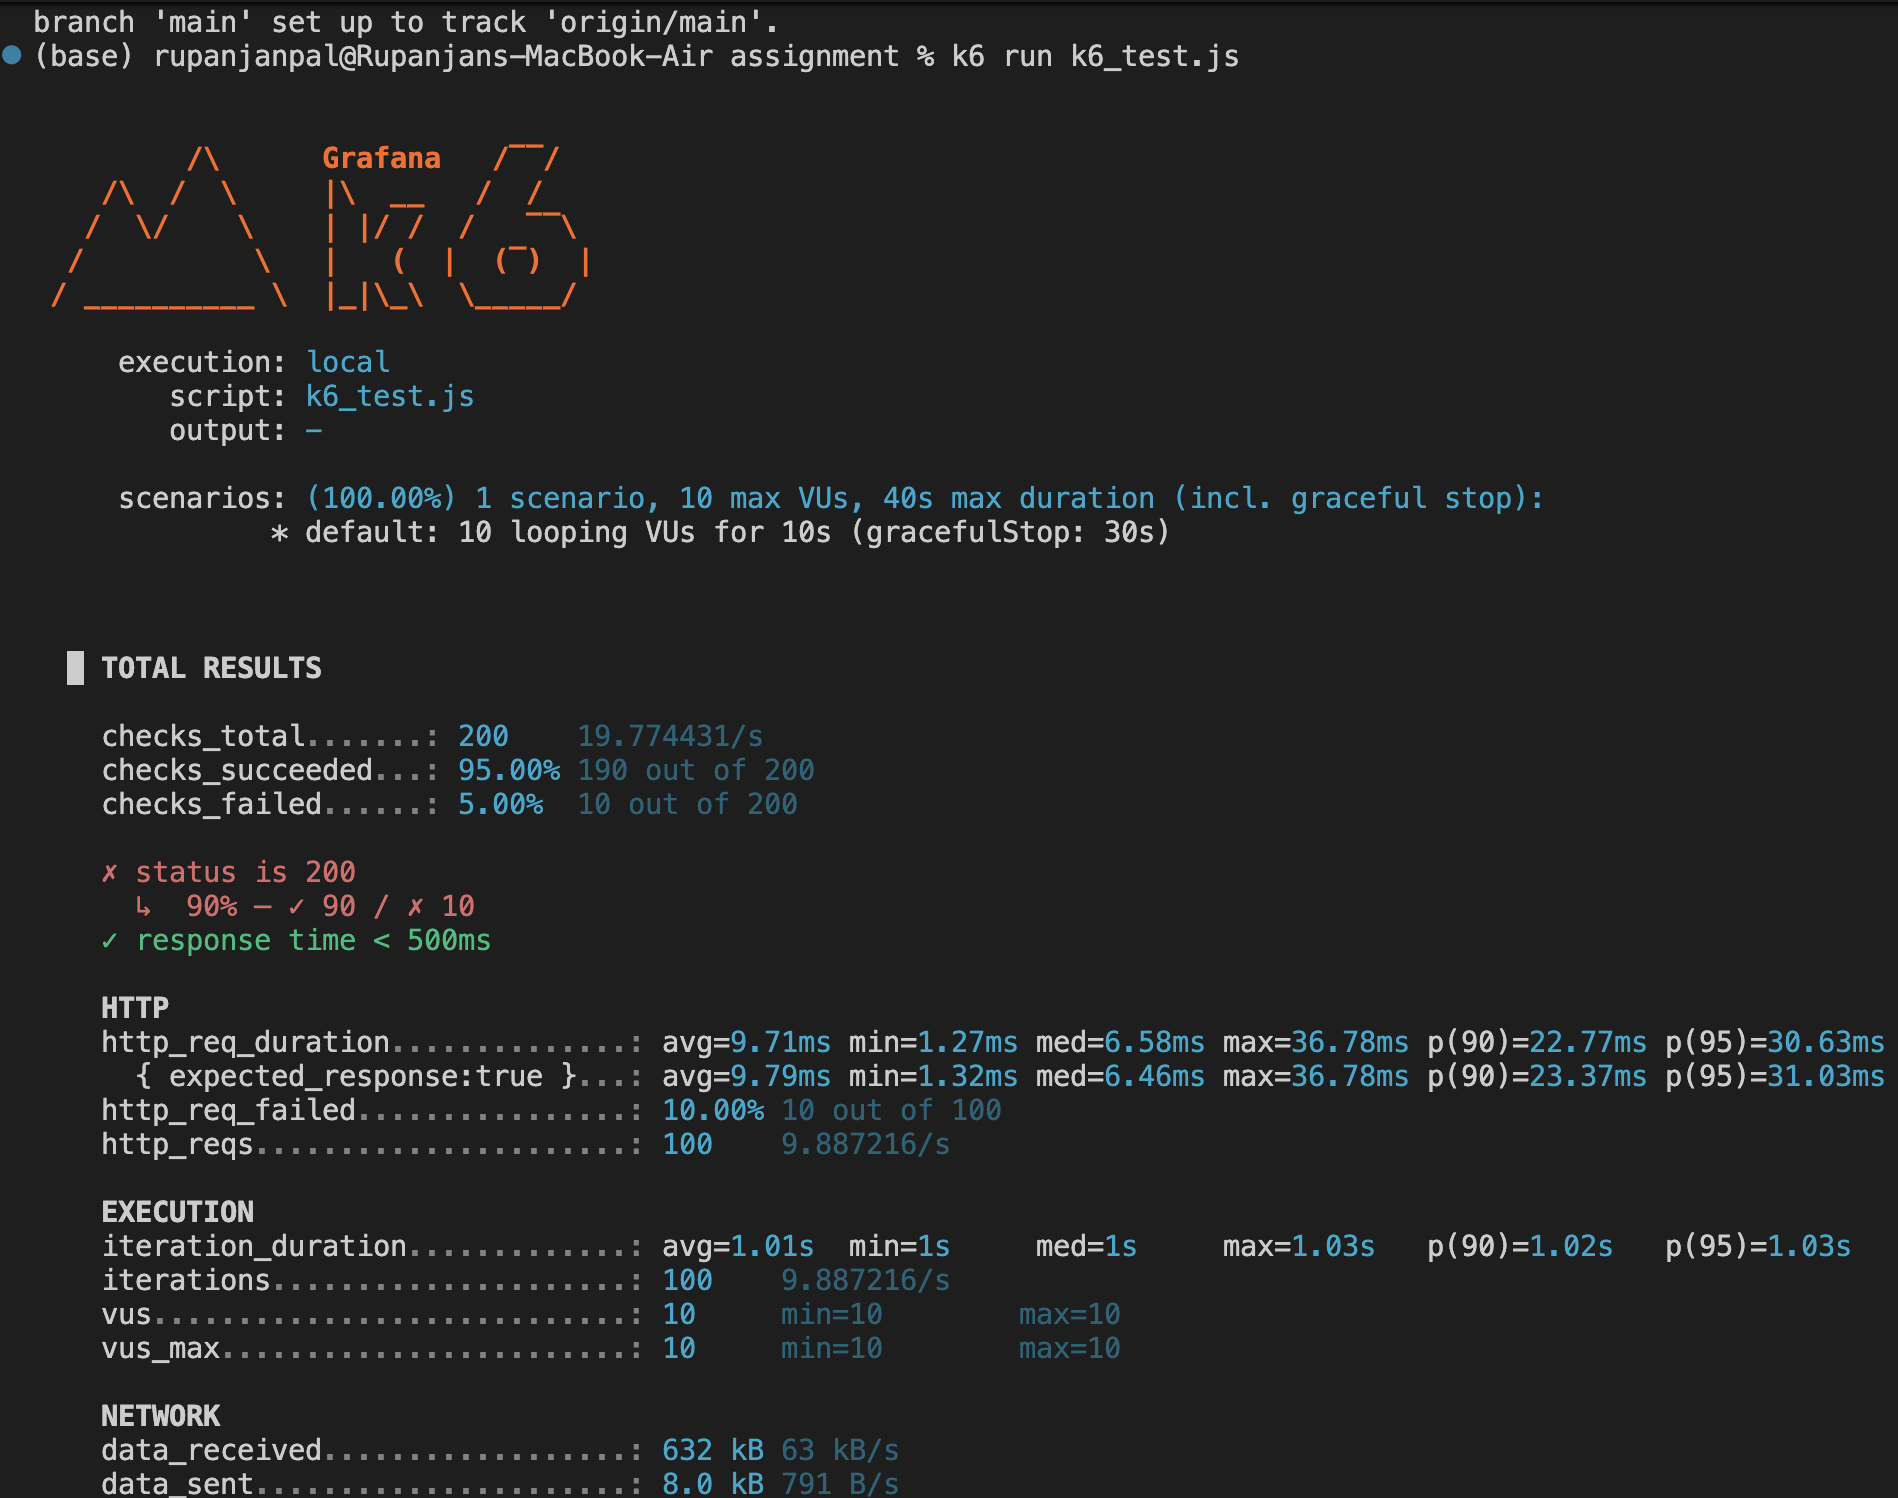 branch 'main' set up to track 'origin/main'.
(base) rupanjanpal@Rupanjans-MacBook-Air assignment % k6 run k6_test.js
Grafana
execution: local
script: k6_test.js
output: -
scenarios: (100.00%) 1 scenario, 10 max VUs, 40s max duration (incl. graceful stop):
* default: 10 looping VUs for 10s (gracefulStop: 30s)
TOTAL RESULTS
checks_total.......: 200    19.774431/s
checks_succeeded...: 95.00% 190 out of 200
checks_failed......: 5.00%  10 out of 200
✗ status is 200
↳  90% — ✓ 90 / ✗ 10
✓ response time < 500ms
HTTP
http_req_duration..............: avg=9.71ms min=1.27ms med=6.58ms max=36.78ms p(90)=22.77ms p(95)=30.63ms
{ expected_response:true }...: avg=9.79ms min=1.32ms med=6.46ms max=36.78ms p(90)=23.37ms p(95)=31.03ms
http_req_failed................: 10.00% 10 out of 100
http_reqs......................: 100    9.887216/s
EXECUTION
iteration_duration.............: avg=1.01s  min=1s     med=1s     max=1.03s   p(90)=1.02s   p(95)=1.03s
iterations.....................: 100    9.887216/s
vus............................: 10     min=10        max=10
vus_max........................: 10     min=10        max=10
NETWORK
data_received..................: 632 kB 63 kB/s
data_sent......................: 8.0 kB 791 B/s